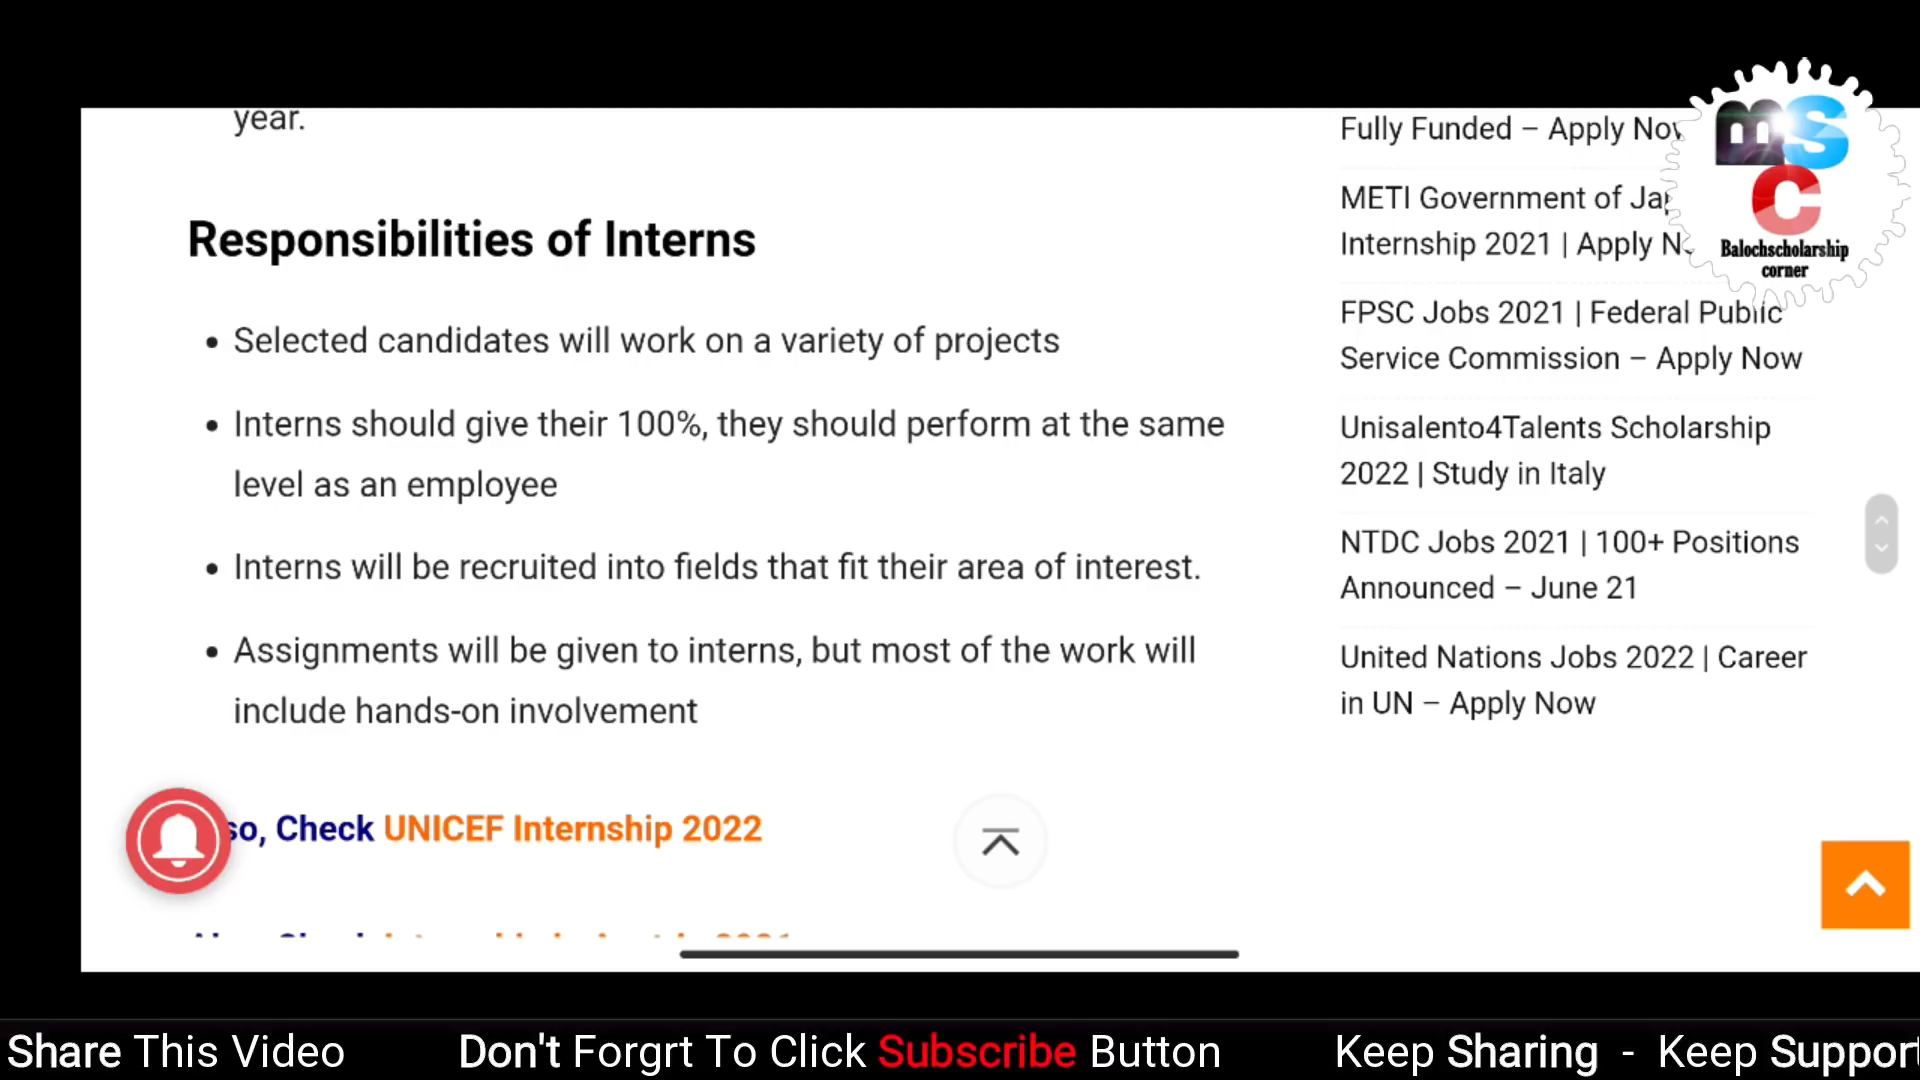 year.
Responsibilities of Interns
• Selected candidates will work on a variety of projects
• Interns should give their 100%, they should perform at the same
level as an employee
• Interns will be recruited into fields that fit their area of interest.
• Assignments will be given to interns, but most of the work will
include hands-on involvement
so, Check UNICEF Internship 2022
Fully Funded – Apply Now
METI Government of Jap
Internship 2021 | Apply N
FPSC Jobs 2021 | Federal Public
Service Commission – Apply Now
Unisalento4Talents Scholarship
2022 | Study in Italy
NTDC Jobs 2021 | 100+ Positions
Announced – June 21
United Nations Jobs 2022 | Career
in UN – Apply Now
mS
C
Balochscholarship
corner
Share This Video Don't Forgrt To Click Subscribe Button Keep Sharing - Keep Support